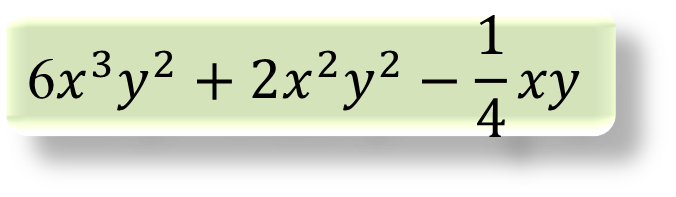 6x³y² + 2x²y² − 1/4 xy